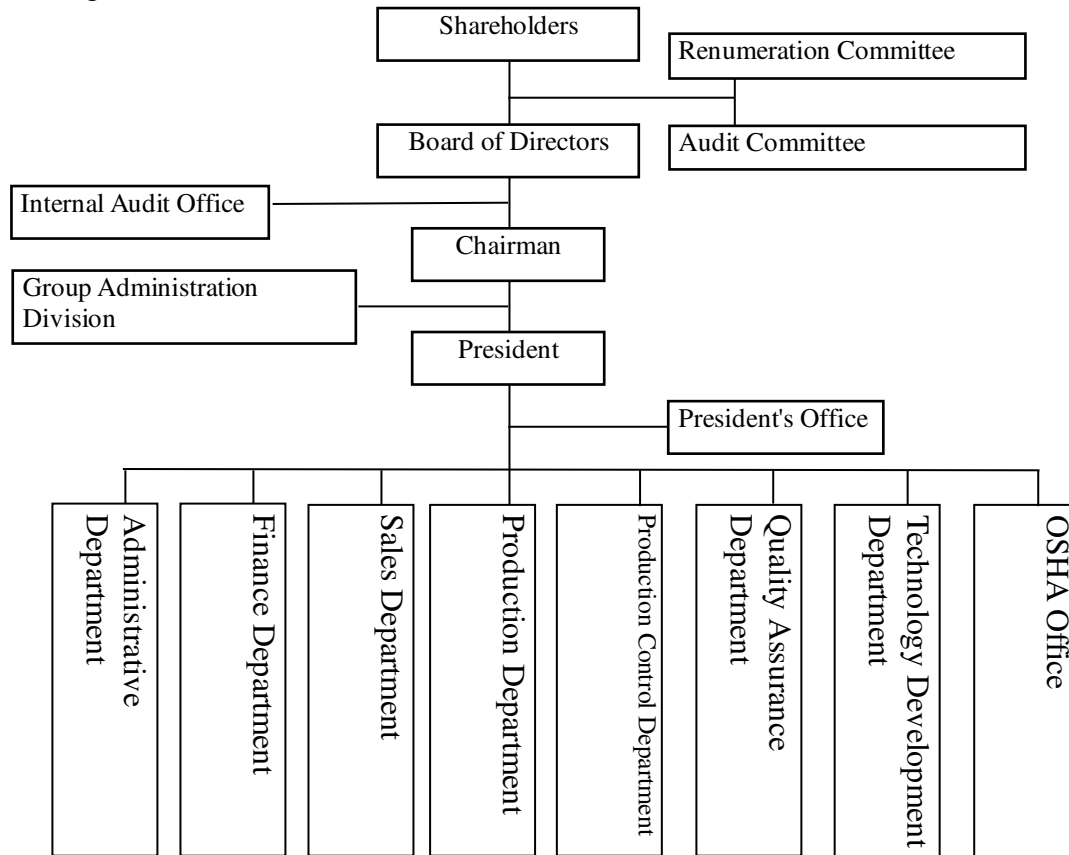 Shareholders
Renumeration Committee
Board of Directors
Audit Committee
Internal Audit Office
Chairman
Group Administration
Division
President
President's Office
Administrative
Department
Finance Department
Sales Department
Production Department
Production Control Department
Quality Assurance
Department
Technology Development
Department
OSHA Office